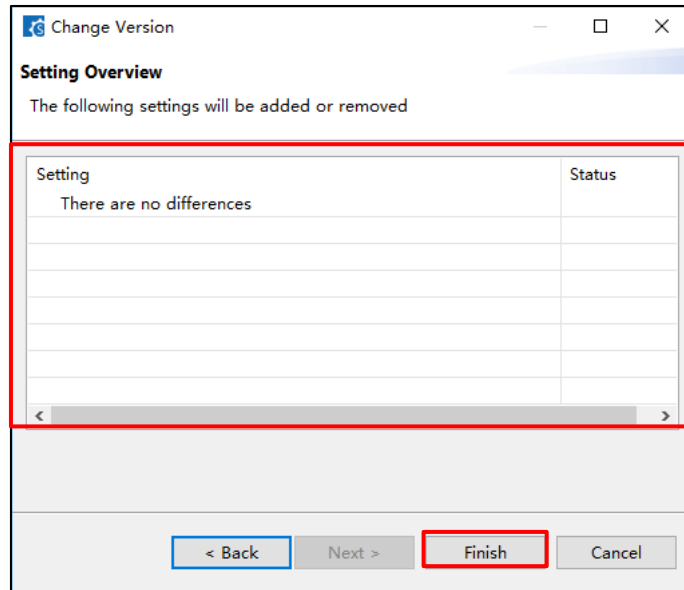 Change Version
Setting Overview
The following settings will be added or removed
Setting Status
There are no differences
< Back Next > Finish Cancel